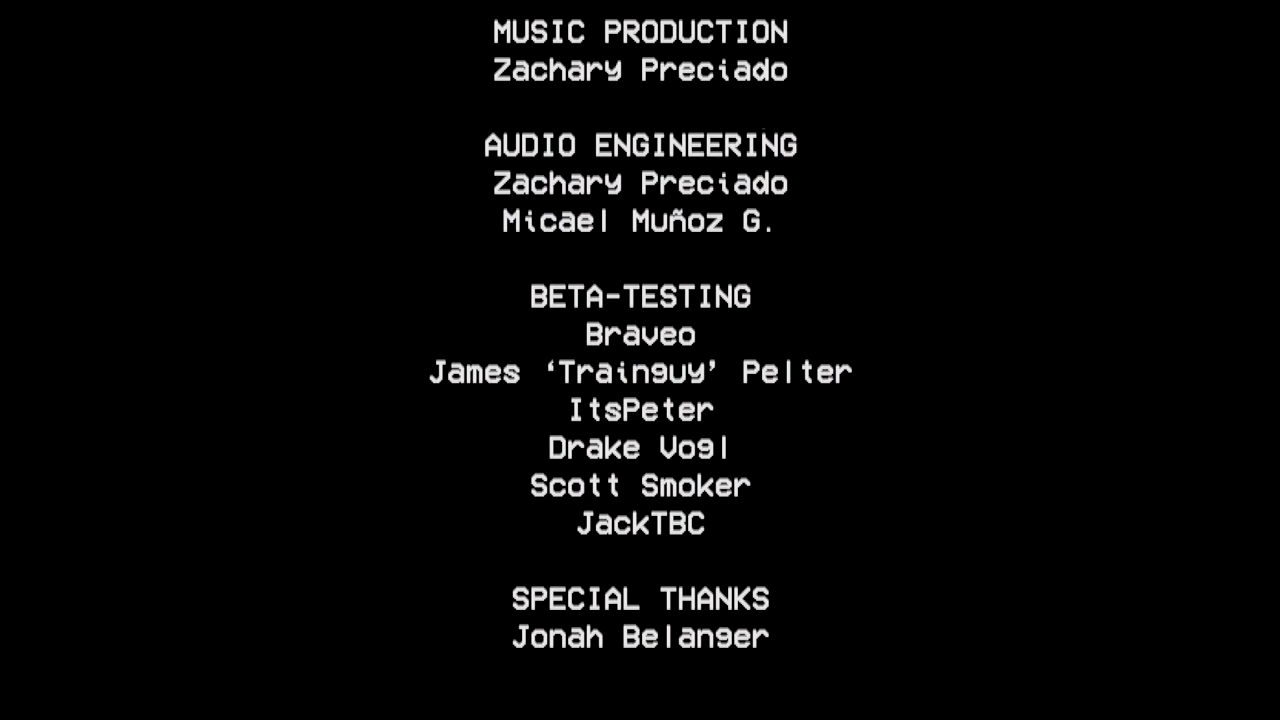 MUSIC PRODUCTION
Zachary Preciado
AUDIO ENGINEERING
Zachary Preciado
Micael Muñoz G.
BETA-TESTING
Braveo
James ‘Trainguy’ Pelter
ItsPeter
Drake Vogl
Scott Smoker
JackTBC
SPECIAL THANKS
Jonah Belanger